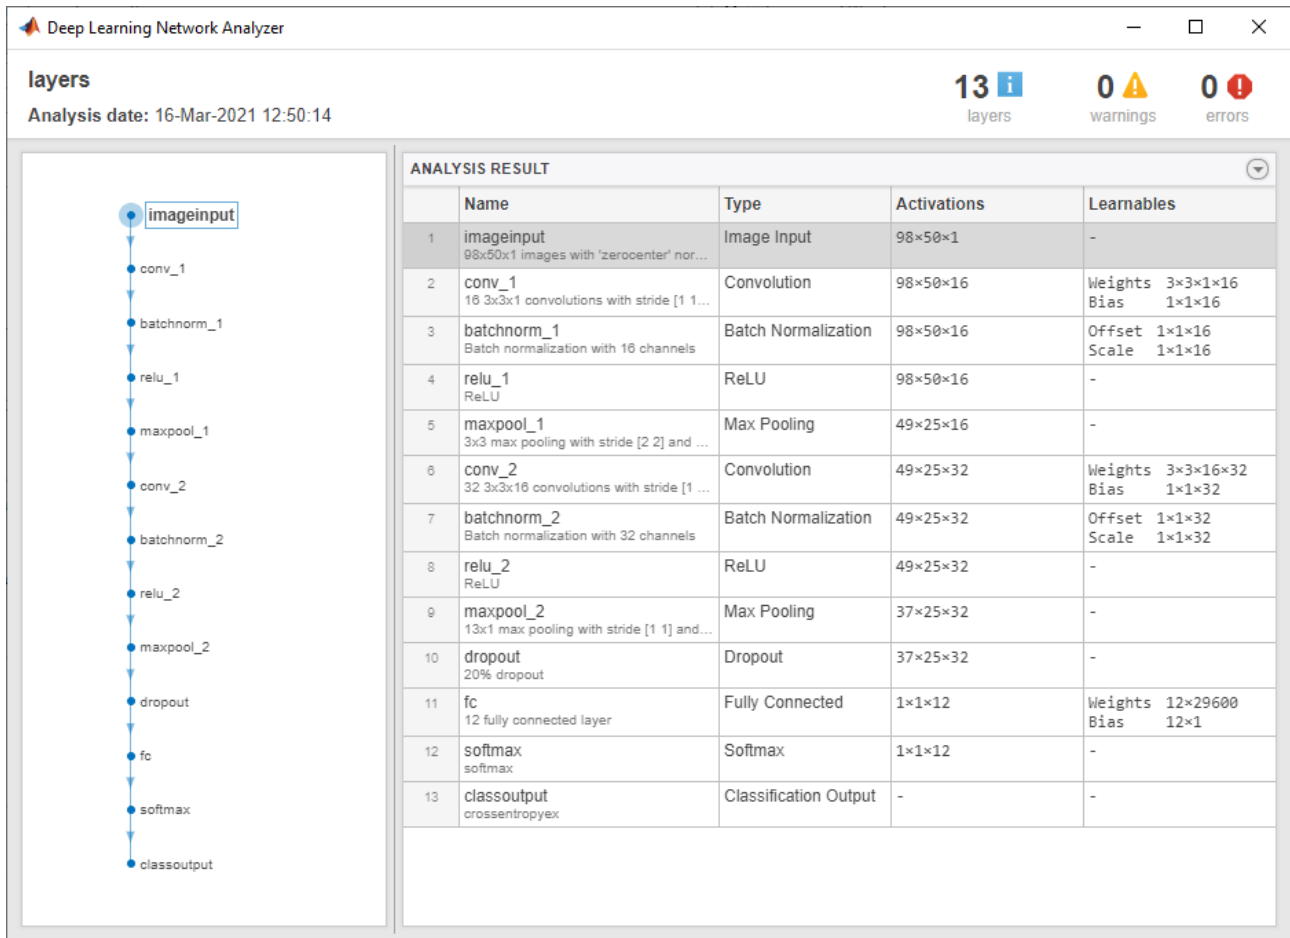 Deep Learning Network Analyzer
layers
Analysis date: 16-Mar-2021 12:50:14
13 i
layers
0
warnings
0
errors
imageinput
conv_1
batchnorm_1
relu_1
maxpool_1
conv_2
batchnorm_2
relu_2
maxpool_2
dropout
fc
softmax
classoutput
ANALYSIS RESULT
Name Type Activations Learnables
1 imageinput Image Input 98×50×1 -
98x50x1 images with 'zerocenter' nor...
2 conv_1 Convolution 98×50×16 Weights 3×3×1×16
16 3x3x1 convolutions with stride [1 1... Bias 1×1×16
3 batchnorm_1 Batch Normalization 98×50×16 Offset 1×1×16
Batch normalization with 16 channels Scale 1×1×16
4 relu_1 ReLU 98×50×16 -
ReLU
5 maxpool_1 Max Pooling 49×25×16 -
3x3 max pooling with stride [2 2] and ...
6 conv_2 Convolution 49×25×32 Weights 3×3×16×32
32 3x3x16 convolutions with stride [1 ... Bias 1×1×32
7 batchnorm_2 Batch Normalization 49×25×32 Offset 1×1×32
Batch normalization with 32 channels Scale 1×1×32
8 relu_2 ReLU 49×25×32 -
ReLU
9 maxpool_2 Max Pooling 37×25×32 -
13x1 max pooling with stride [1 1] and...
10 dropout Dropout 37×25×32 -
20% dropout
11 fc Fully Connected 1×1×12 Weights 12×29600
12 fully connected layer Bias 12×1
12 softmax Softmax 1×1×12 -
softmax
13 classoutput Classification Output - -
crossentropyex